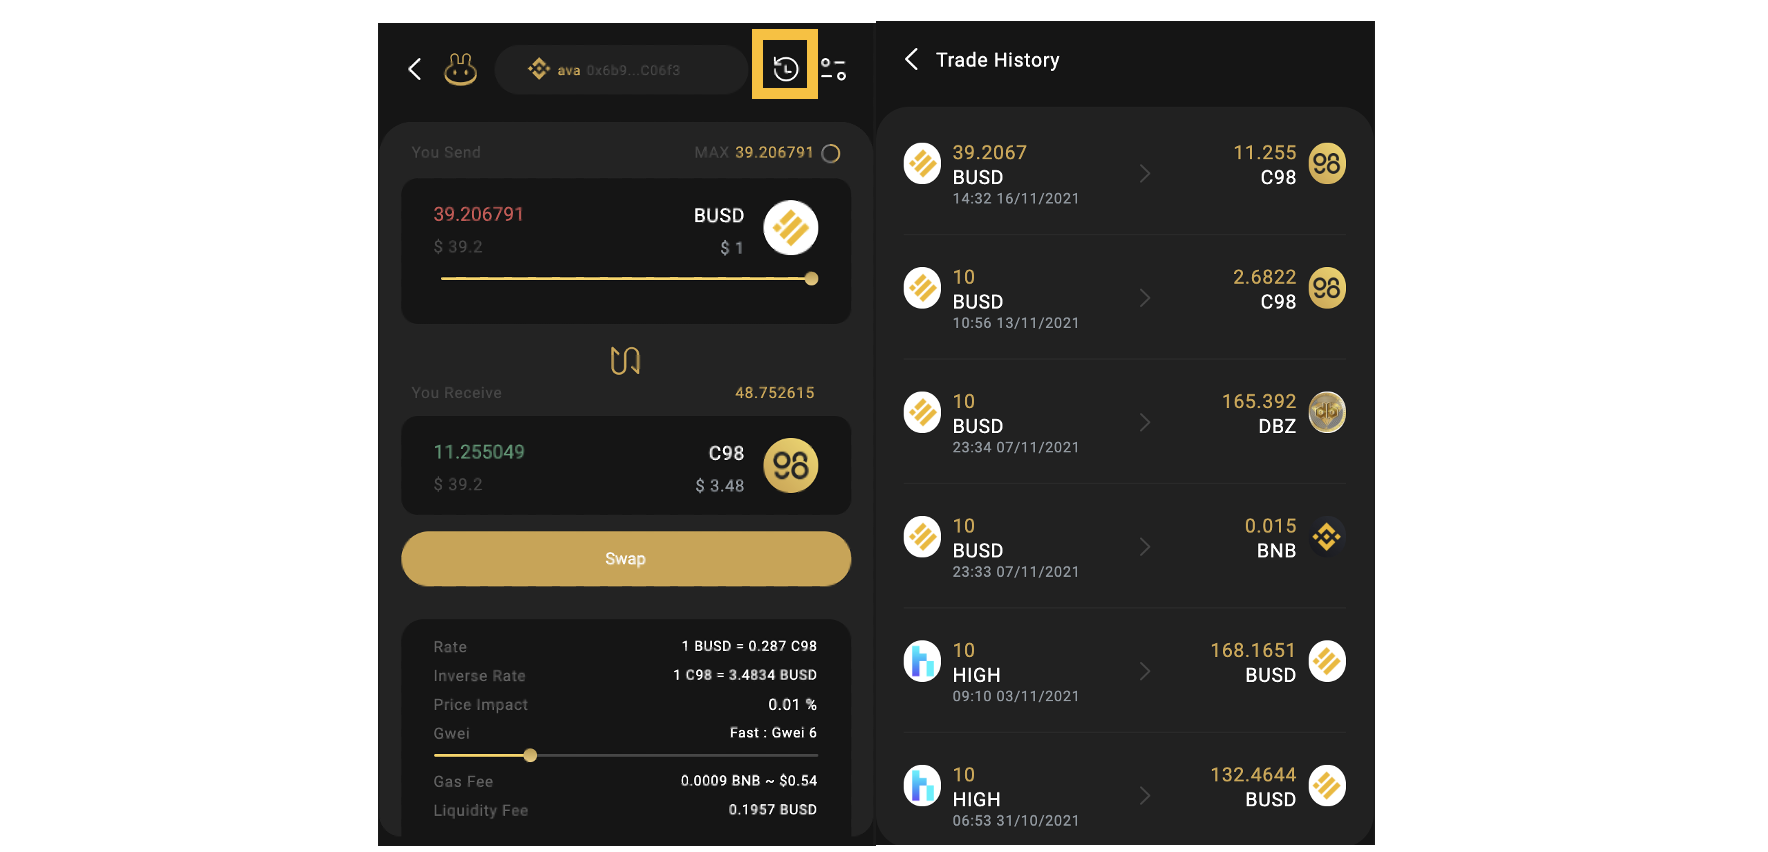 ava 0x6b9...C06f3
You Send MAX 39.206791
39.206791 BUSD
$ 39.2 $ 1
You Receive 48.752615
11.255049 C98
$ 39.2 $ 3.48
Swap
Rate 1 BUSD = 0.287 C98
Inverse Rate 1 C98 = 3.4834 BUSD
Price Impact 0.01 %
Gwei Fast : Gwei 6
Gas Fee 0.0009 BNB ~ $0.54
Liquidity Fee 0.1957 BUSD
Trade History
39.2067 11.255
BUSD C98
14:32 16/11/2021
10 2.6822
BUSD C98
10:56 13/11/2021
10 165.392
BUSD DBZ
23:34 07/11/2021
10 0.015
BUSD BNB
23:33 07/11/2021
10 168.1651
HIGH BUSD
09:10 03/11/2021
10 132.4644
HIGH BUSD
06:53 31/10/2021